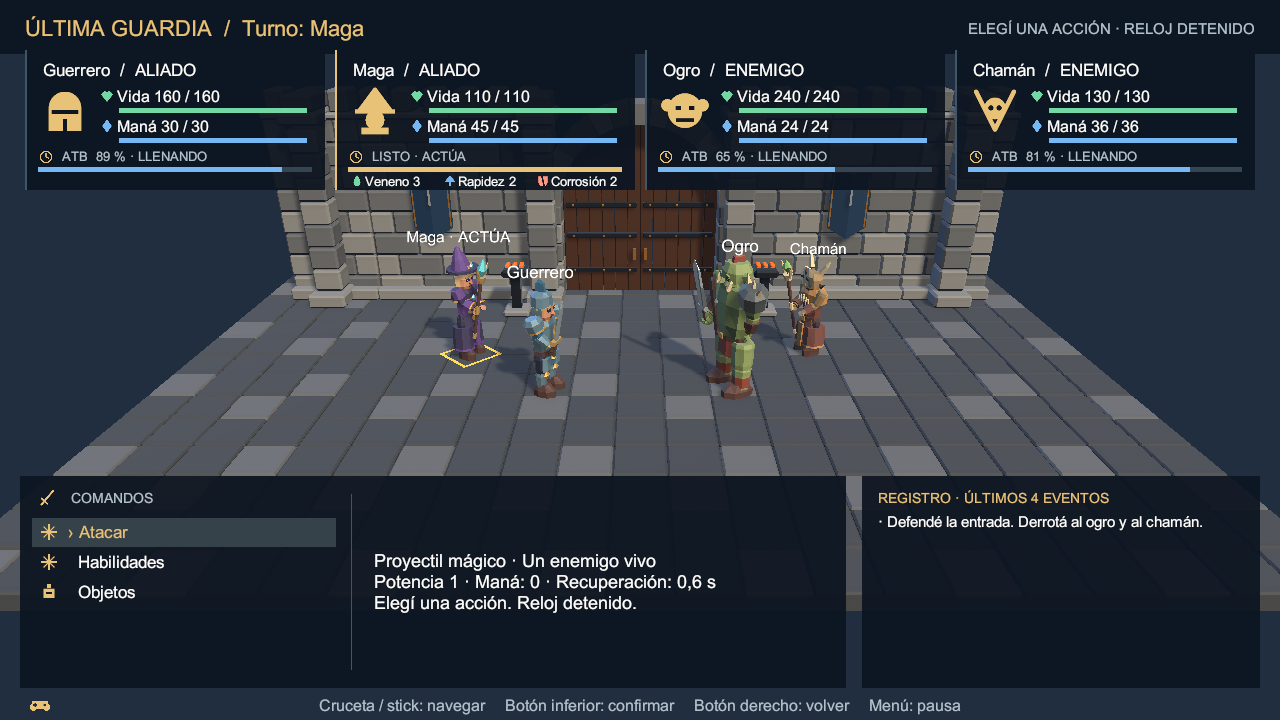 ÚLTIMA GUARDIA / Turno: Maga
ELEGÍ UNA ACCIÓN · RELOJ DETENIDO
Guerrero / ALIADO
Vida 160 / 160
Maná 30 / 30
ATB 89 % · LLENANDO
Maga / ALIADO
Vida 110 / 110
Maná 45 / 45
LISTO · ACTÚA
Veneno 3 Rapidez 2 Corrosión 2
Ogro / ENEMIGO
Vida 240 / 240
Maná 24 / 24
ATB 65 % · LLENANDO
Chamán / ENEMIGO
Vida 130 / 130
Maná 36 / 36
ATB 81 % · LLENANDO
Maga · ACTÚA
Guerrero
Ogro
Chamán
COMANDOS
› Atacar
Habilidades
Objetos
Proyectil mágico · Un enemigo vivo
Potencia 1 · Maná: 0 · Recuperación: 0,6 s
Elegí una acción. Reloj detenido.
REGISTRO · ÚLTIMOS 4 EVENTOS
· Defendé la entrada. Derrotá al ogro y al chamán.
Cruceta / stick: navegar Botón inferior: confirmar Botón derecho: volver Menú: pausa